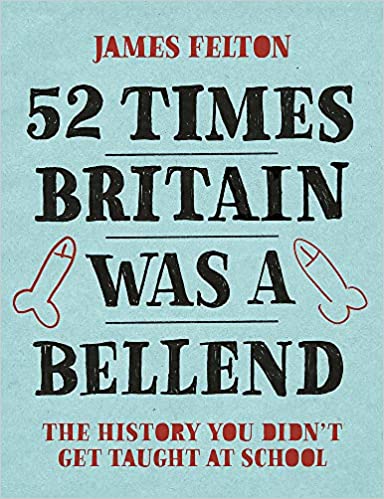 JAMES FELTON
52 TIMES
BRITAIN
WAS A
BELLEND
THE HISTORY YOU DIDN'T
GET TAUGHT AT SCHOOL